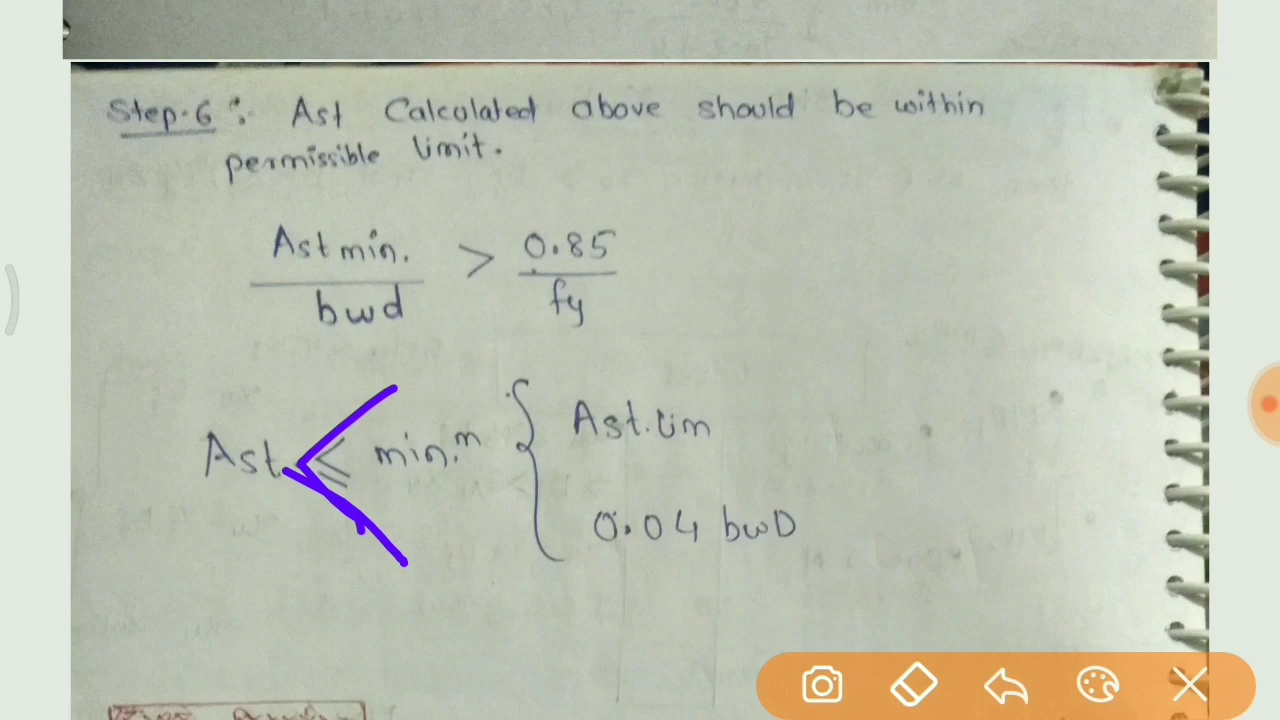 Step-6 : Ast Calculated above should be within
permissible limit.
Ast min. / bwd > 0.85 / fy
Ast ≤ min.m { Ast.lim
0.04 bwD